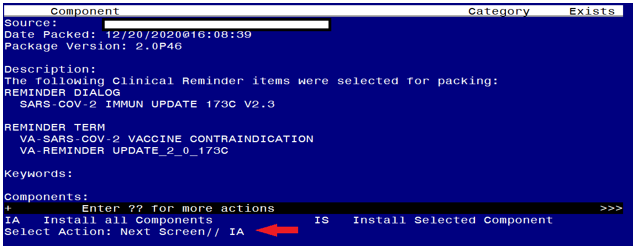 Component Category Exists
Source:
Date Packed: 12/20/2020@16:08:39
Package Version: 2.0P46
Description:
The following Clinical Reminder items were selected for packing:
REMINDER DIALOG
SARS-COV-2 IMMUN UPDATE 173C V2.3
REMINDER TERM
VA-SARS-COV-2 VACCINE CONTRAINDICATION
VA-REMINDER UPDATE_2_0_173C
Keywords:
Components:
+ Enter ?? for more actions >>>
IA Install all Components IS Install Selected Component
Select Action: Next Screen// IA